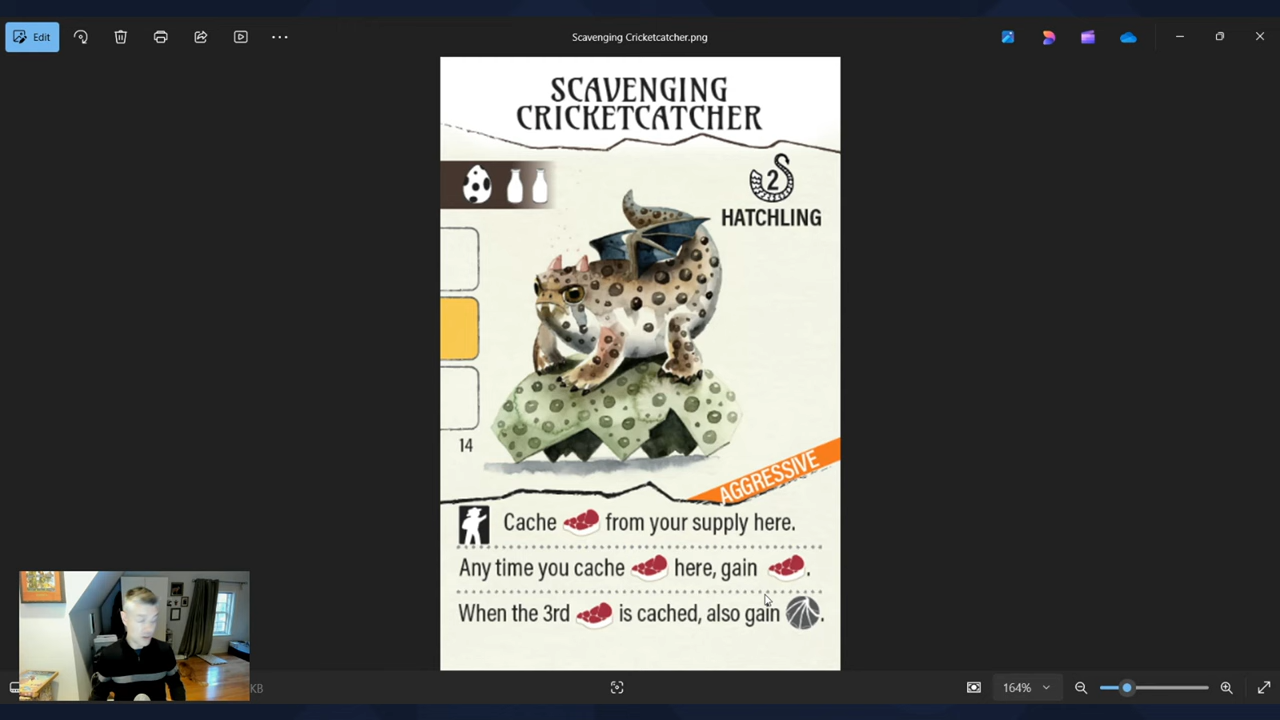 Edit
Scavenging Cricketcatcher.png
SCAVENGING
CRICKETCATCHER
2
HATCHLING
14
AGGRESSIVE
Cache from your supply here.
Any time you cache here, gain .
When the 3rd is cached, also gain .
KB
164%